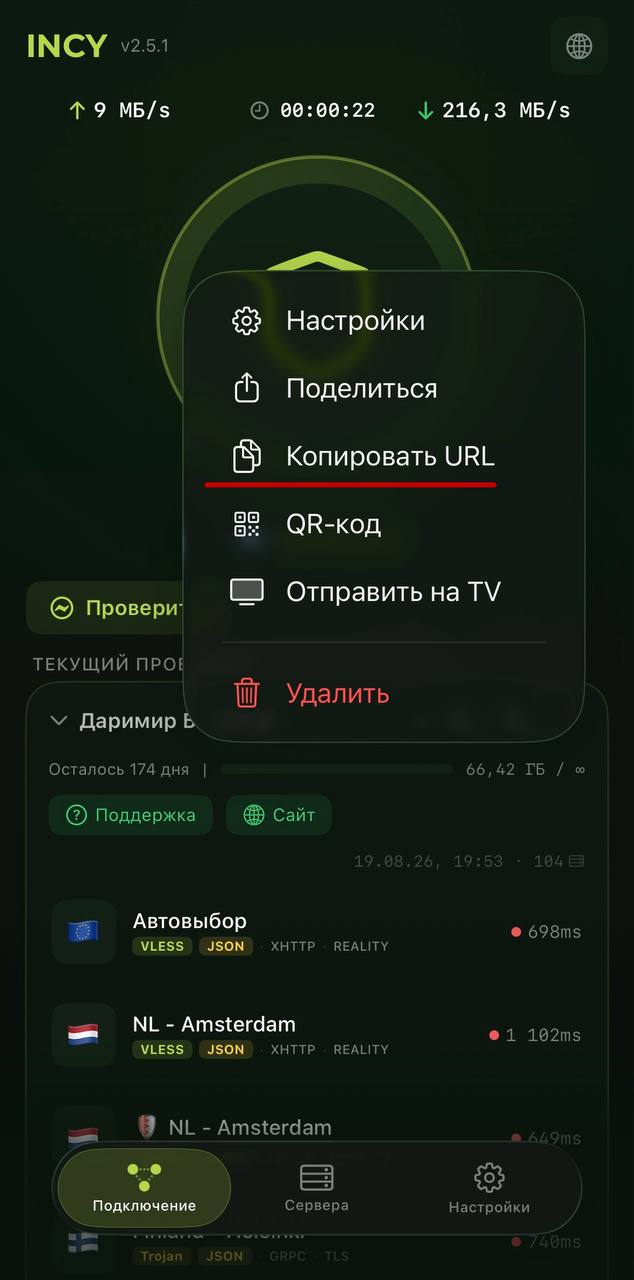 INCY v2.5.1
9 МБ/s 00:00:22 216,3 МБ/s
Настройки
Поделиться
Копировать URL
QR-код
Отправить на TV
Удалить
ТЕКУЩИЙ
Даримир
Осталось 174 дня | 66,42 ГБ / ∞
Поддержка Сайт
19.08.26, 19:53 · 104
Автовыбор
VLESS JSON · XHTTP · REALITY
698ms
NL - Amsterdam
VLESS JSON · XHTTP · REALITY
1 102ms
NL - Amsterdam
649ms
Trojan JSON · GRPC · TLS
740ms
Подключение Сервера Настройки